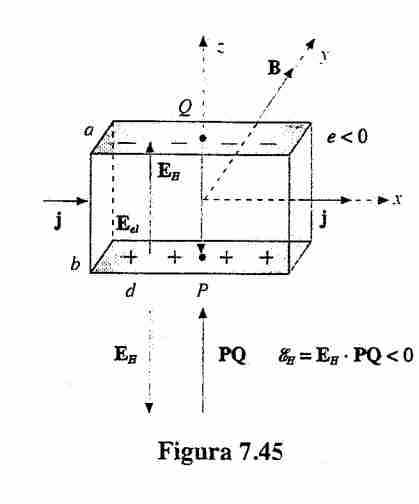 z
y
B
Q
a
e < 0
− − − −
E_H
x
j
j
E_el
b
+ + + +
d
P
E_H
PQ
ℰ_H = E_H · PQ < 0
Figura 7.45